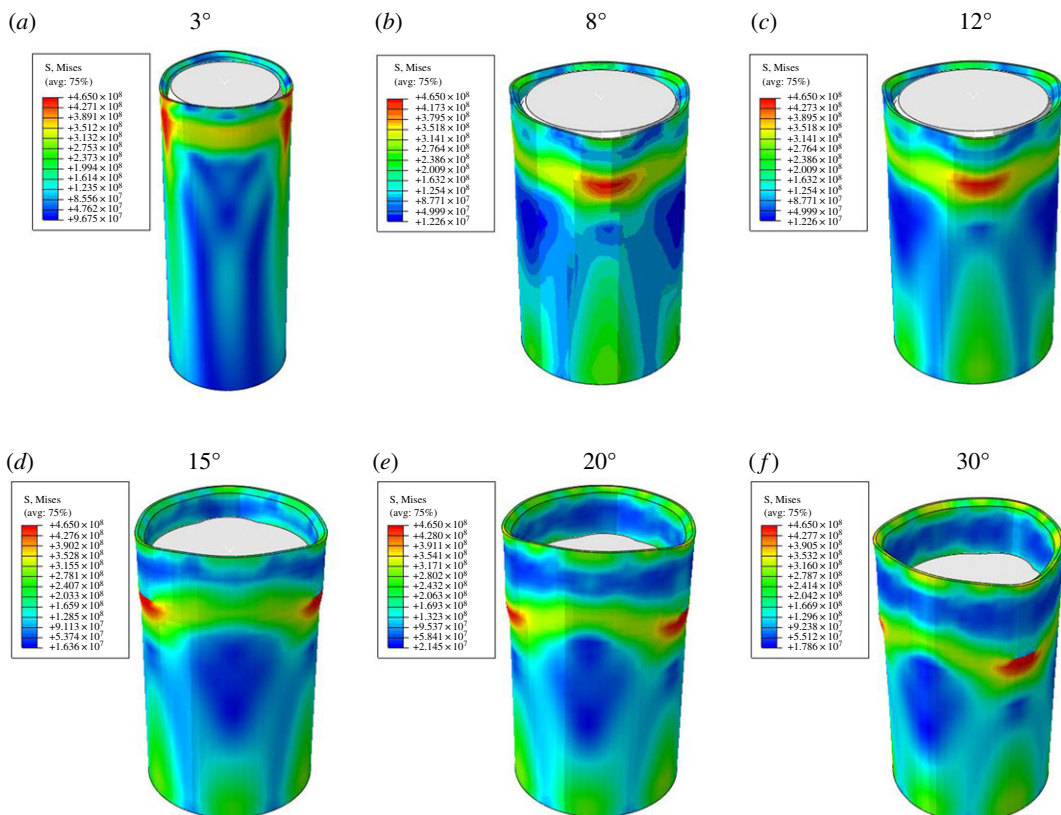 (a) 3°
S, Mises
(avg: 75%)
+4.650 × 10⁸
+4.271 × 10⁸
+3.891 × 10⁸
+3.512 × 10⁸
+3.132 × 10⁸
+2.753 × 10⁸
+2.373 × 10⁸
+1.994 × 10⁸
+1.614 × 10⁸
+1.235 × 10⁸
+8.556 × 10⁷
+4.762 × 10⁷
+9.675 × 10⁷
(b) 8°
S, Mises
(avg: 75%)
+4.650 × 10⁸
+4.173 × 10⁸
+3.795 × 10⁸
+3.518 × 10⁸
+3.141 × 10⁸
+2.764 × 10⁸
+2.386 × 10⁸
+2.009 × 10⁸
+1.632 × 10⁸
+1.254 × 10⁸
+8.771 × 10⁷
+4.999 × 10⁷
+1.226 × 10⁷
(c) 12°
S, Mises
(avg: 75%)
+4.650 × 10⁸
+4.273 × 10⁸
+3.895 × 10⁸
+3.518 × 10⁸
+3.141 × 10⁸
+2.764 × 10⁸
+2.386 × 10⁸
+2.009 × 10⁸
+1.632 × 10⁸
+1.254 × 10⁸
+8.771 × 10⁷
+4.999 × 10⁷
+1.226 × 10⁷
(d) 15°
S, Mises
(avg: 75%)
+4.650 × 10⁸
+4.276 × 10⁸
+3.902 × 10⁸
+3.528 × 10⁸
+3.155 × 10⁸
+2.781 × 10⁸
+2.407 × 10⁸
+2.033 × 10⁸
+1.659 × 10⁸
+1.285 × 10⁸
+9.113 × 10⁷
+5.374 × 10⁷
+1.636 × 10⁷
(e) 20°
S, Mises
(avg: 75%)
+4.650 × 10⁸
+4.280 × 10⁸
+3.911 × 10⁸
+3.541 × 10⁸
+3.171 × 10⁸
+2.802 × 10⁸
+2.432 × 10⁸
+2.063 × 10⁸
+1.693 × 10⁸
+1.323 × 10⁸
+9.537 × 10⁷
+5.841 × 10⁷
+2.145 × 10⁷
(f) 30°
S, Mises
(avg: 75%)
+4.650 × 10⁸
+4.277 × 10⁸
+3.905 × 10⁸
+3.532 × 10⁸
+3.160 × 10⁸
+2.787 × 10⁸
+2.414 × 10⁸
+2.042 × 10⁸
+1.669 × 10⁸
+1.296 × 10⁸
+9.238 × 10⁷
+5.512 × 10⁷
+1.786 × 10⁷